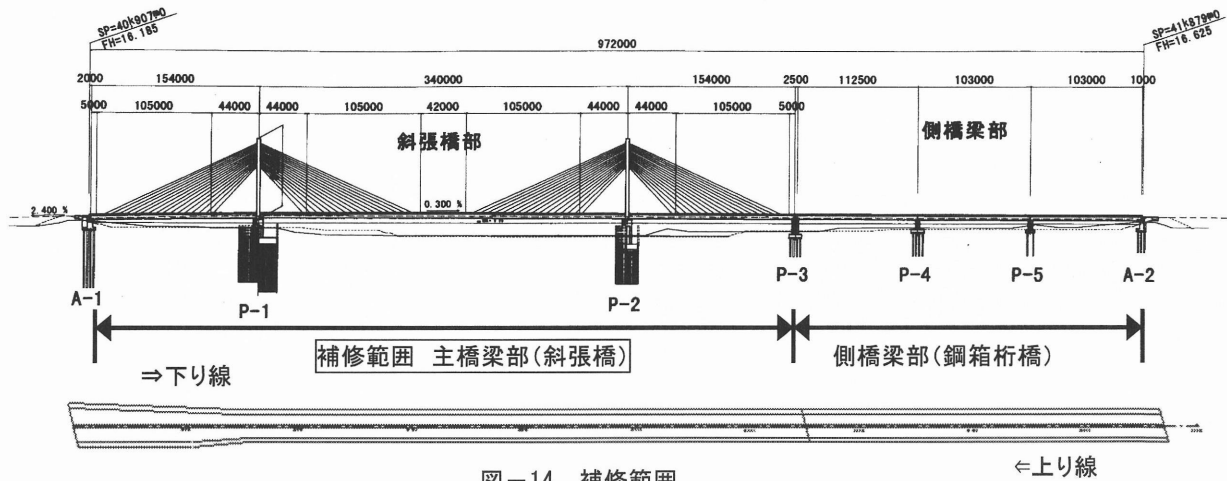 SP=40k907m0
FH=16.185
SP=41k879m0
FH=16.625
972000
2000 154000 340000 154000 2500 112500 103000 103000 1000
5000 105000 44000 44000 105000 42000 105000 44000 44000 105000 5000
斜張橋部
側橋梁部
2.400 %
0.300 %
A-1
P-1
P-2
P-3
P-4
P-5
A-2
補修範囲 主橋梁部(斜張橋)
側橋梁部(鋼箱桁橋)
⇒下り線
⇐上り線
図-14 補修範囲